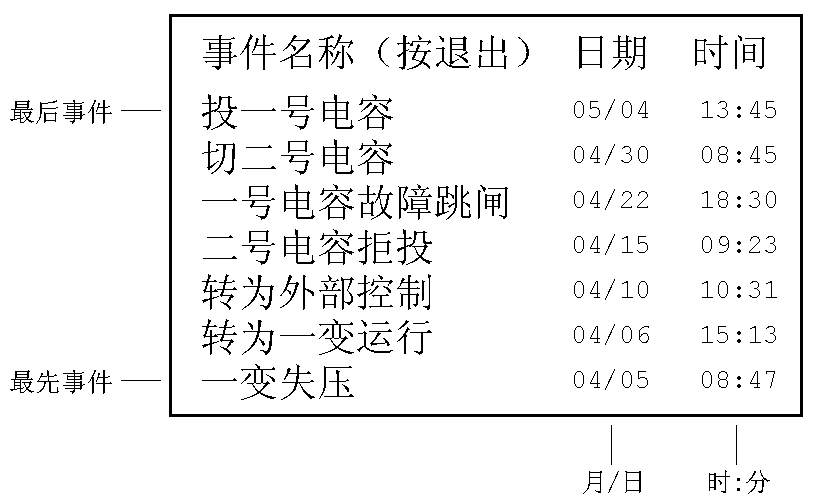 事件名称（按退出） 日期 时间
最后事件 投一号电容 05/04 13:45
切二号电容 04/30 08:45
一号电容故障跳闸 04/22 18:30
二号电容拒投 04/15 09:23
转为外部控制 04/10 10:31
转为一变运行 04/06 15:13
最先事件 一变失压 04/05 08:47
月/日 时:分